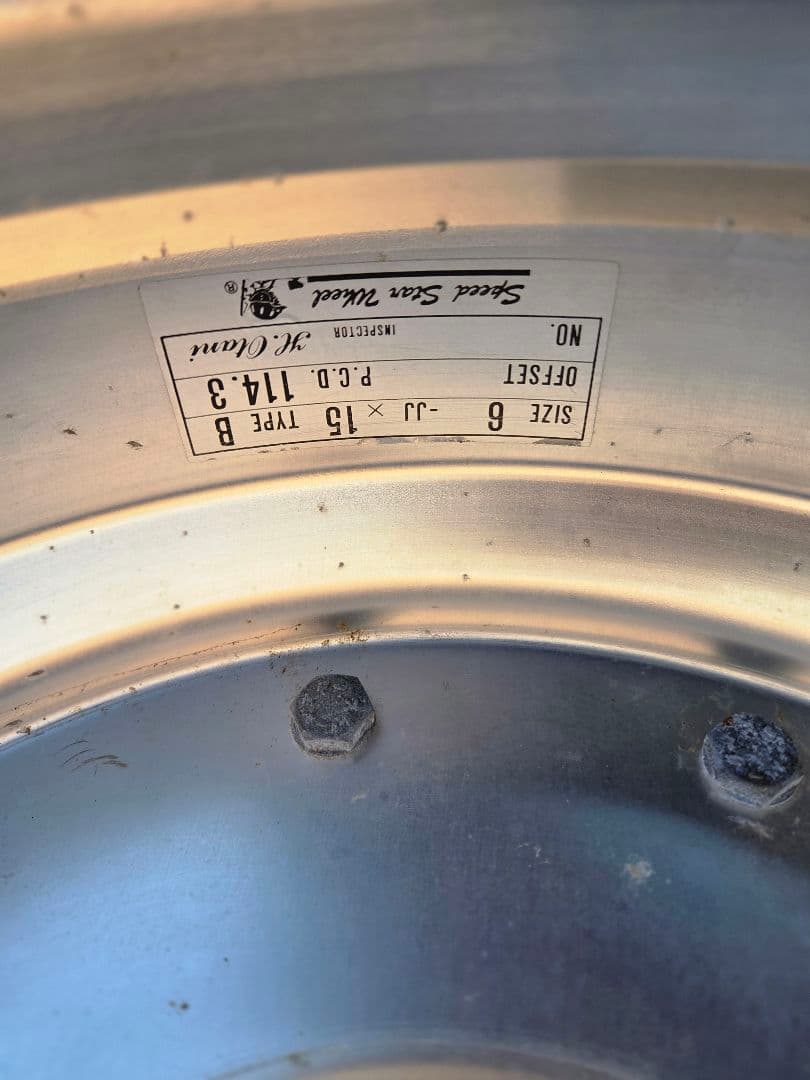 SIZE 6 -JJ × 15 TYPE B
OFFSET P.C.D. 114.3
NO. INSPECTOR H. Otani
Speed Star Wheel ®